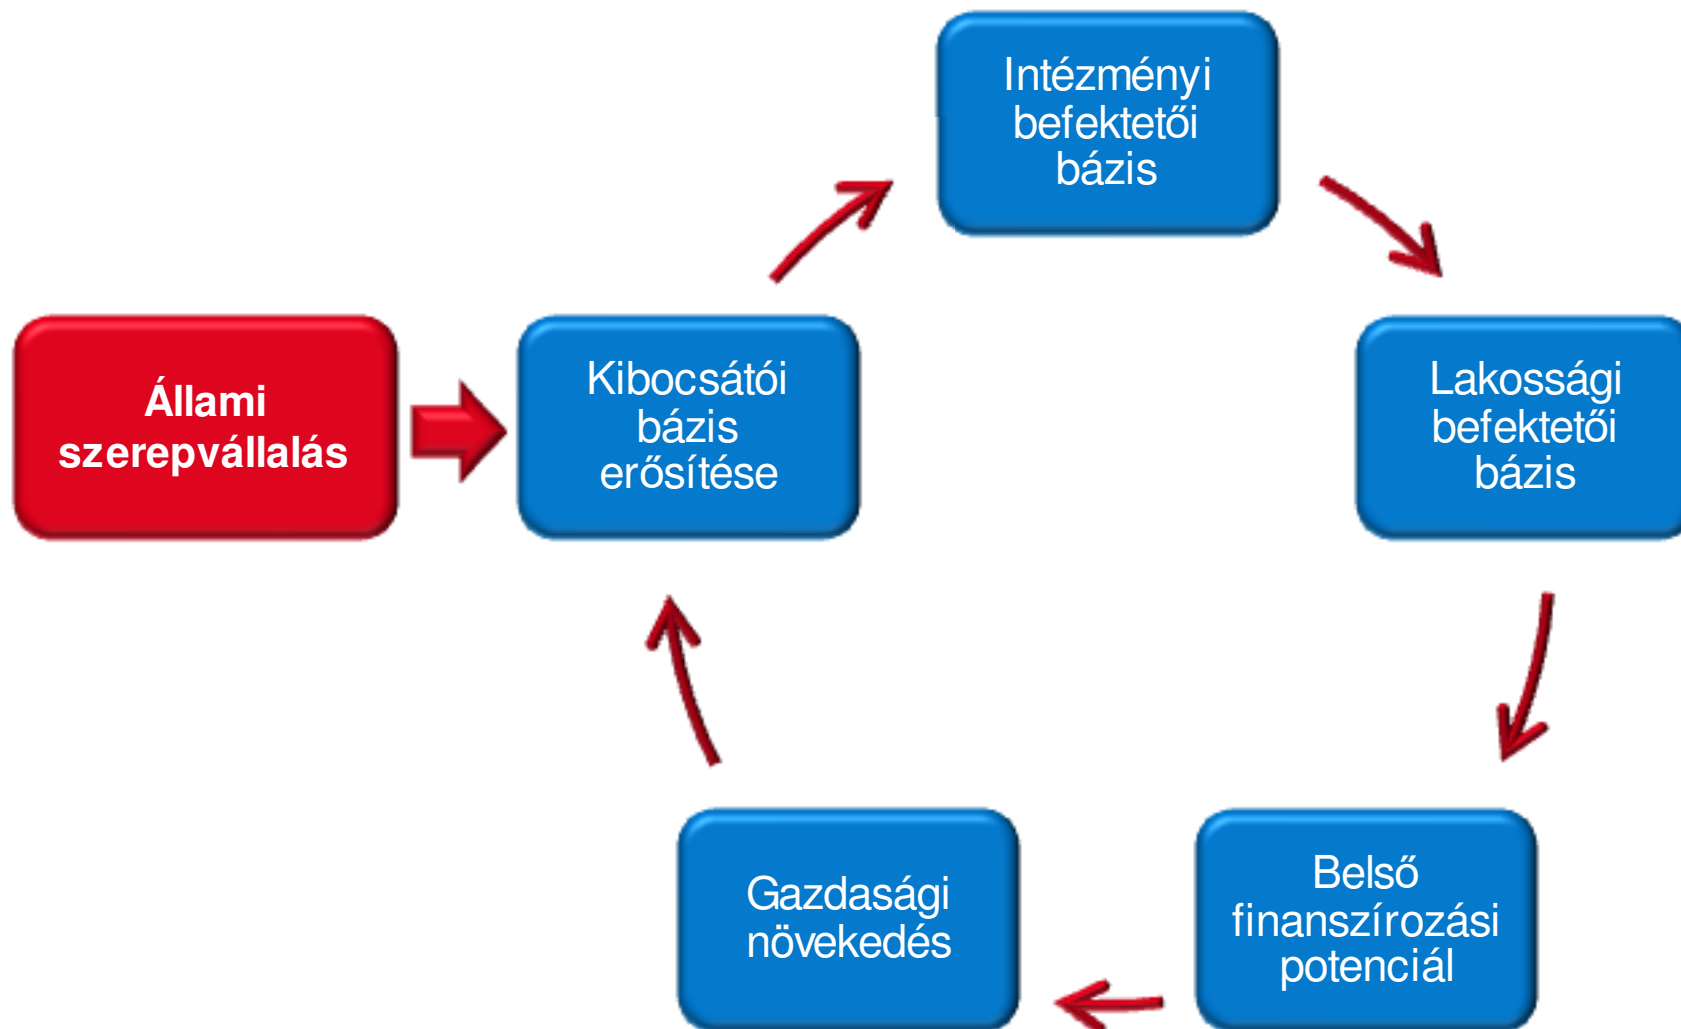 Intézményi
befektetői
bázis
Állami
szerepvállalás
Kibocsátói
bázis
erősítése
Lakossági
befektetői
bázis
Gazdasági
növekedés
Belső
finanszírozási
potenciál